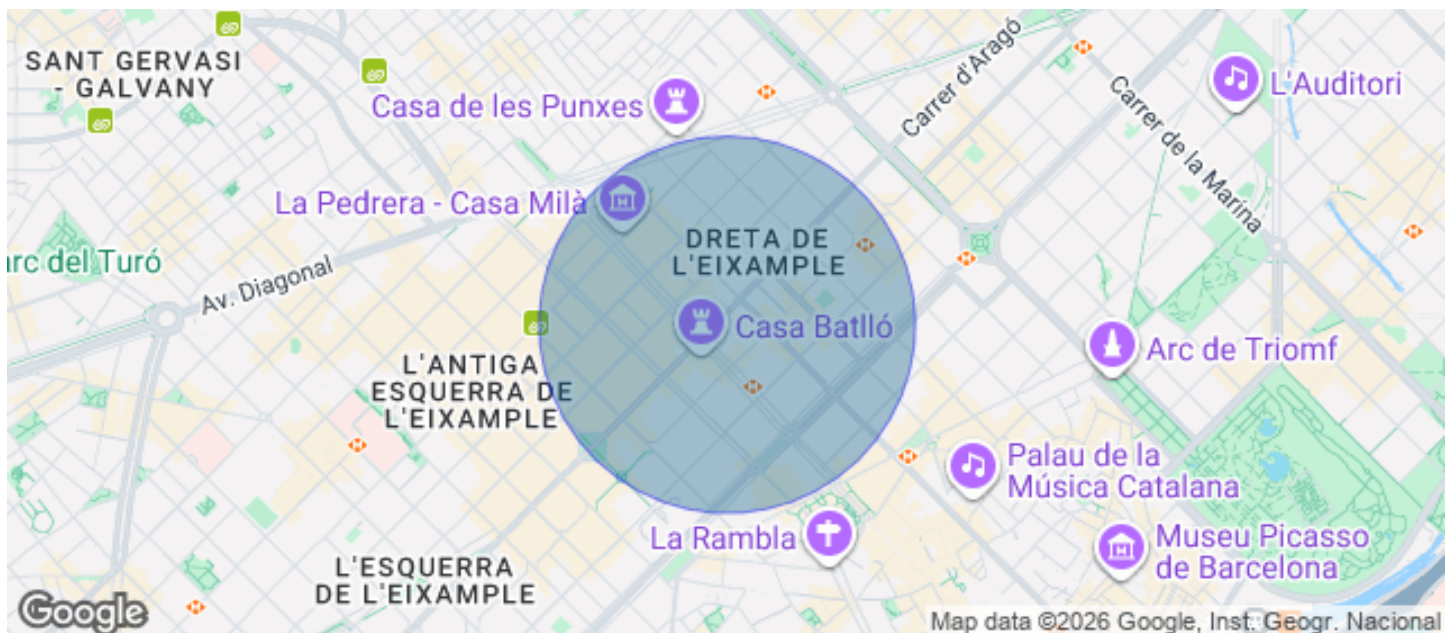 SANT GERVASI
- GALVANY
Casa de les Punxes
Carrer d'Aragó
L'Auditori
Carrer de la Marina
La Pedrera - Casa Milà
DRETA DE
L'EIXAMPLE
arc del Turó
Av. Diagonal
Casa Batlló
Arc de Triomf
L'ANTIGA
ESQUERRA DE
L'EIXAMPLE
Palau de la
Música Catalana
La Rambla
Museu Picasso
de Barcelona
L'ESQUERRA
DE L'EIXAMPLE
Google
Map data ©2026 Google, Inst. Geogr. Nacional